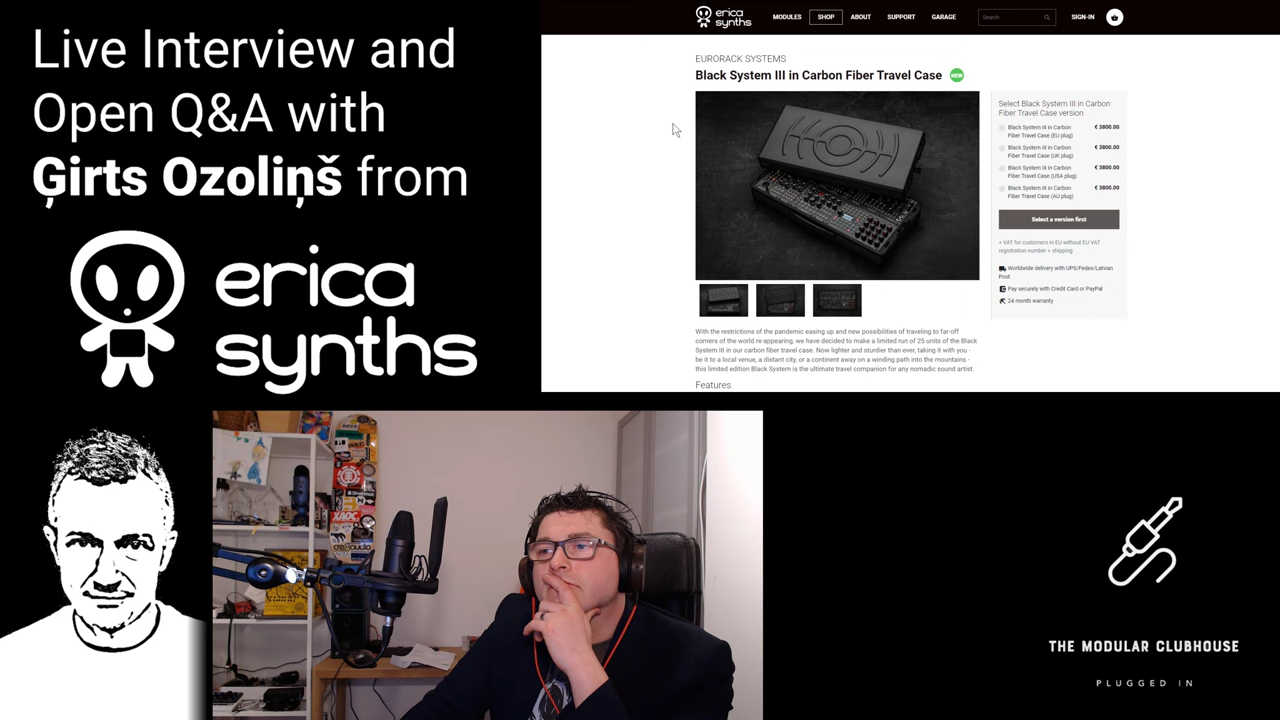 Live Interview and
Open Q&A with
Ģirts Ozoliņš from
erica
synths
erica
synths
MODULES
SHOP
ABOUT
SUPPORT
GARAGE
Search
SIGN-IN
EURORACK SYSTEMS
Black System III in Carbon Fiber Travel Case
NEW
Select Black System III in Carbon
Fiber Travel Case version
Black System III in Carbon
Fiber Travel Case (EU plug)
€ 3800.00
Black System III in Carbon
Fiber Travel Case (UK plug)
€ 3800.00
Black System III in Carbon
Fiber Travel Case (USA plug)
€ 3800.00
Black System III in Carbon
Fiber Travel Case (AU plug)
€ 3800.00
Select a version first
+ VAT for customers in EU without EU VAT
registration number + shipping
Worldwide delivery with UPS/Fedex/Latvian
Post
Pay securely with Credit Card or PayPal
24 month warranty
With the restrictions of the pandemic easing up and new possibilities of traveling to far-off
corners of the world re-appearing, we have decided to make a limited run of 25 units of the Black
System III in our carbon fiber travel case. Now lighter and sturdier than ever, taking it with you -
be it to a local venue, a distant city, or a continent away on a winding path into the mountains -
this limited edition Black System is the ultimate travel companion for any nomadic sound artist.
Features
XAOC
THE MODULAR CLUBHOUSE
PLUGGED IN